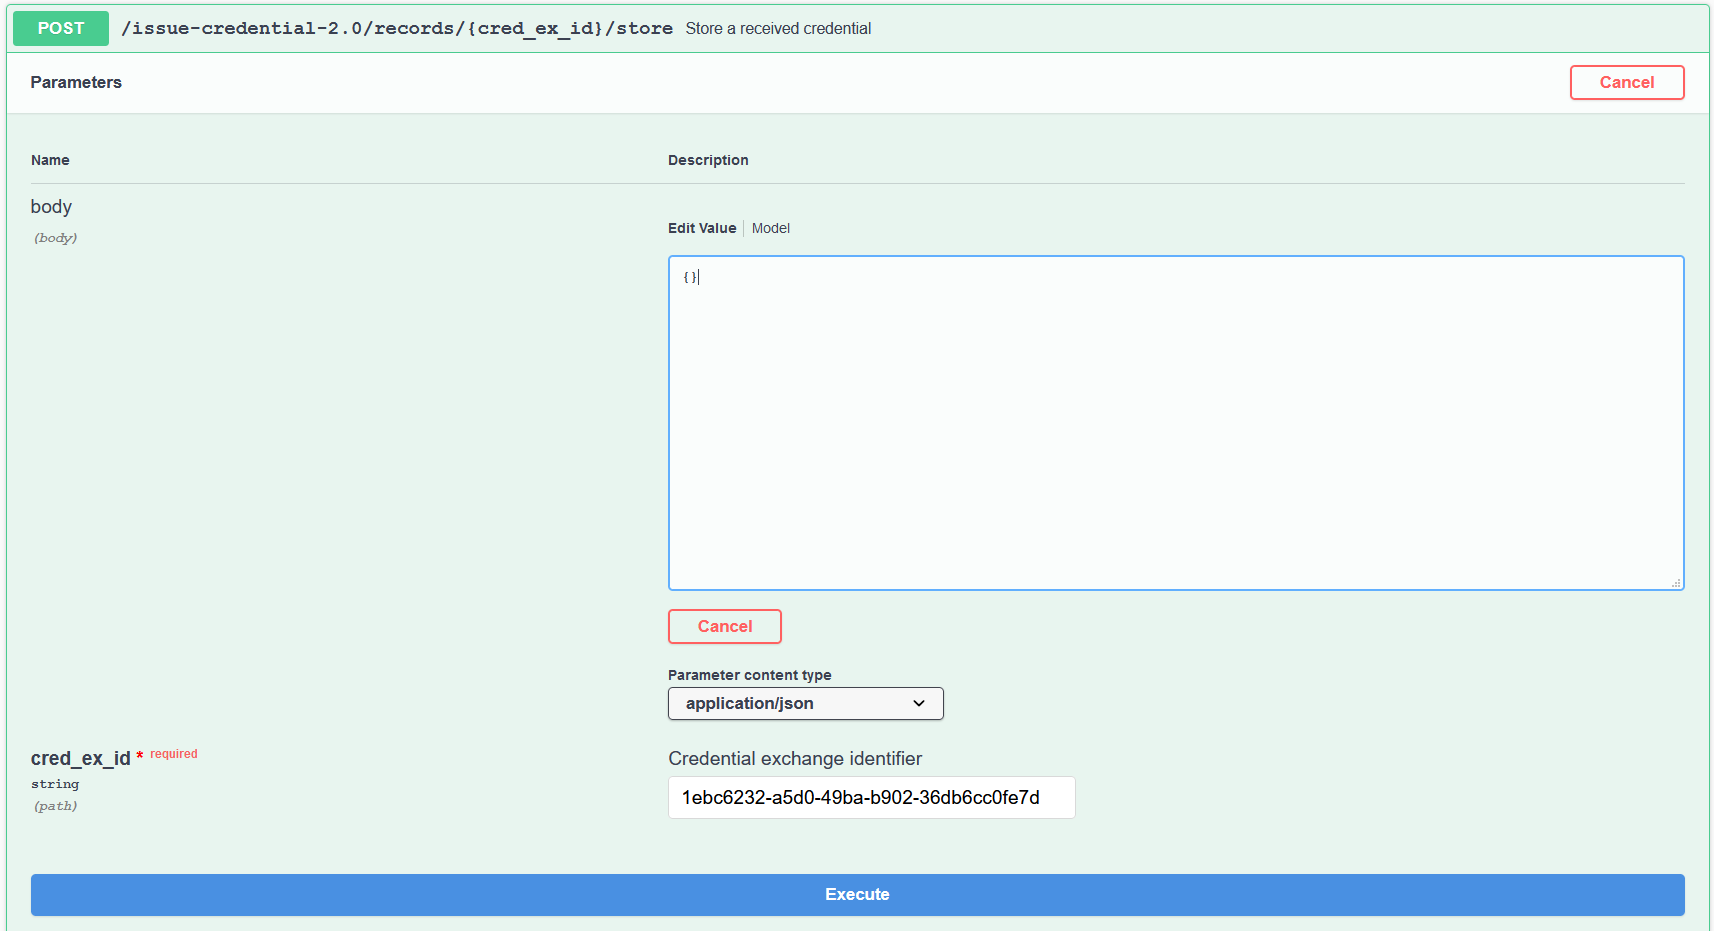 POST /issue-credential-2.0/records/{cred_ex_id}/store Store a received credential
Parameters Cancel
Name Description
body
(body)
Edit Value Model
{}
Cancel
Parameter content type
application/json
cred_ex_id * required
string
(path)
Credential exchange identifier
1ebc6232-a5d0-49ba-b902-36db6cc0fe7d
Execute